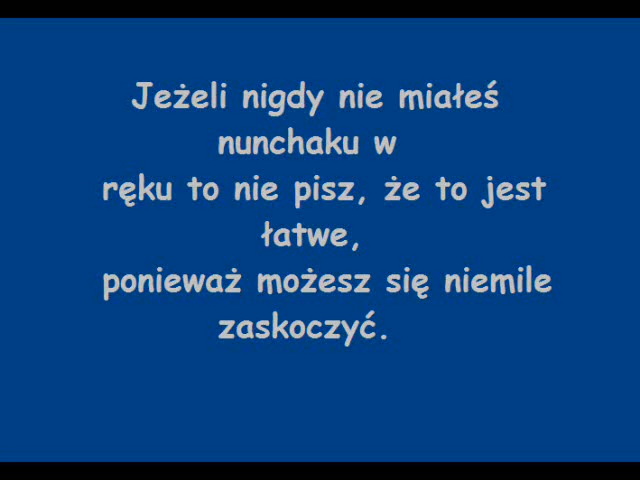 Jeżeli nigdy nie miałeś
nunchaku w
ręku to nie pisz, że to jest
łatwe,
ponieważ możesz się niemile
zaskoczyć.